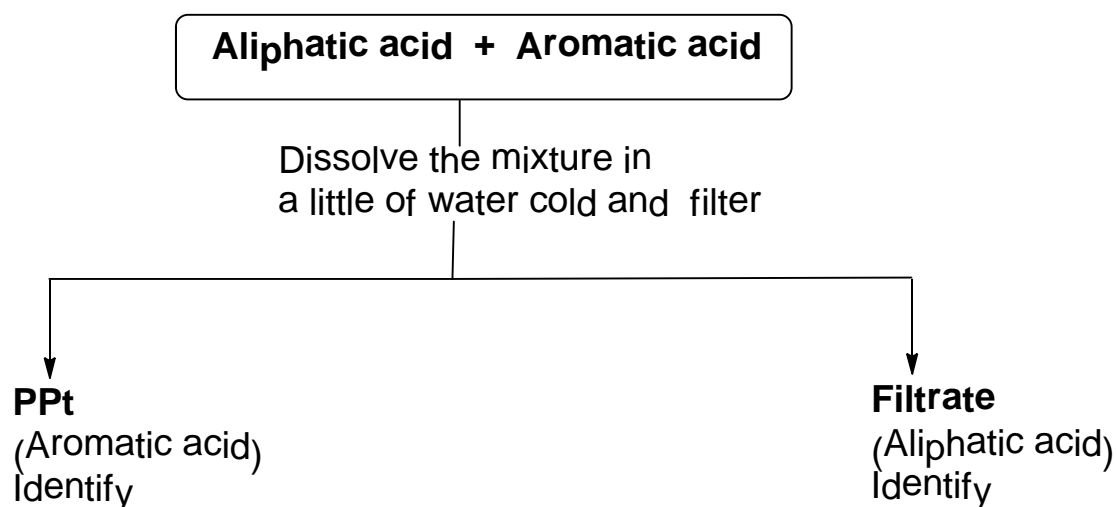 Aliphatic acid + Aromatic acid
Dissolve the mixture in
a little of water cold and filter
PPt
(Aromatic acid)
Identify
Filtrate
(Aliphatic acid)
Identify